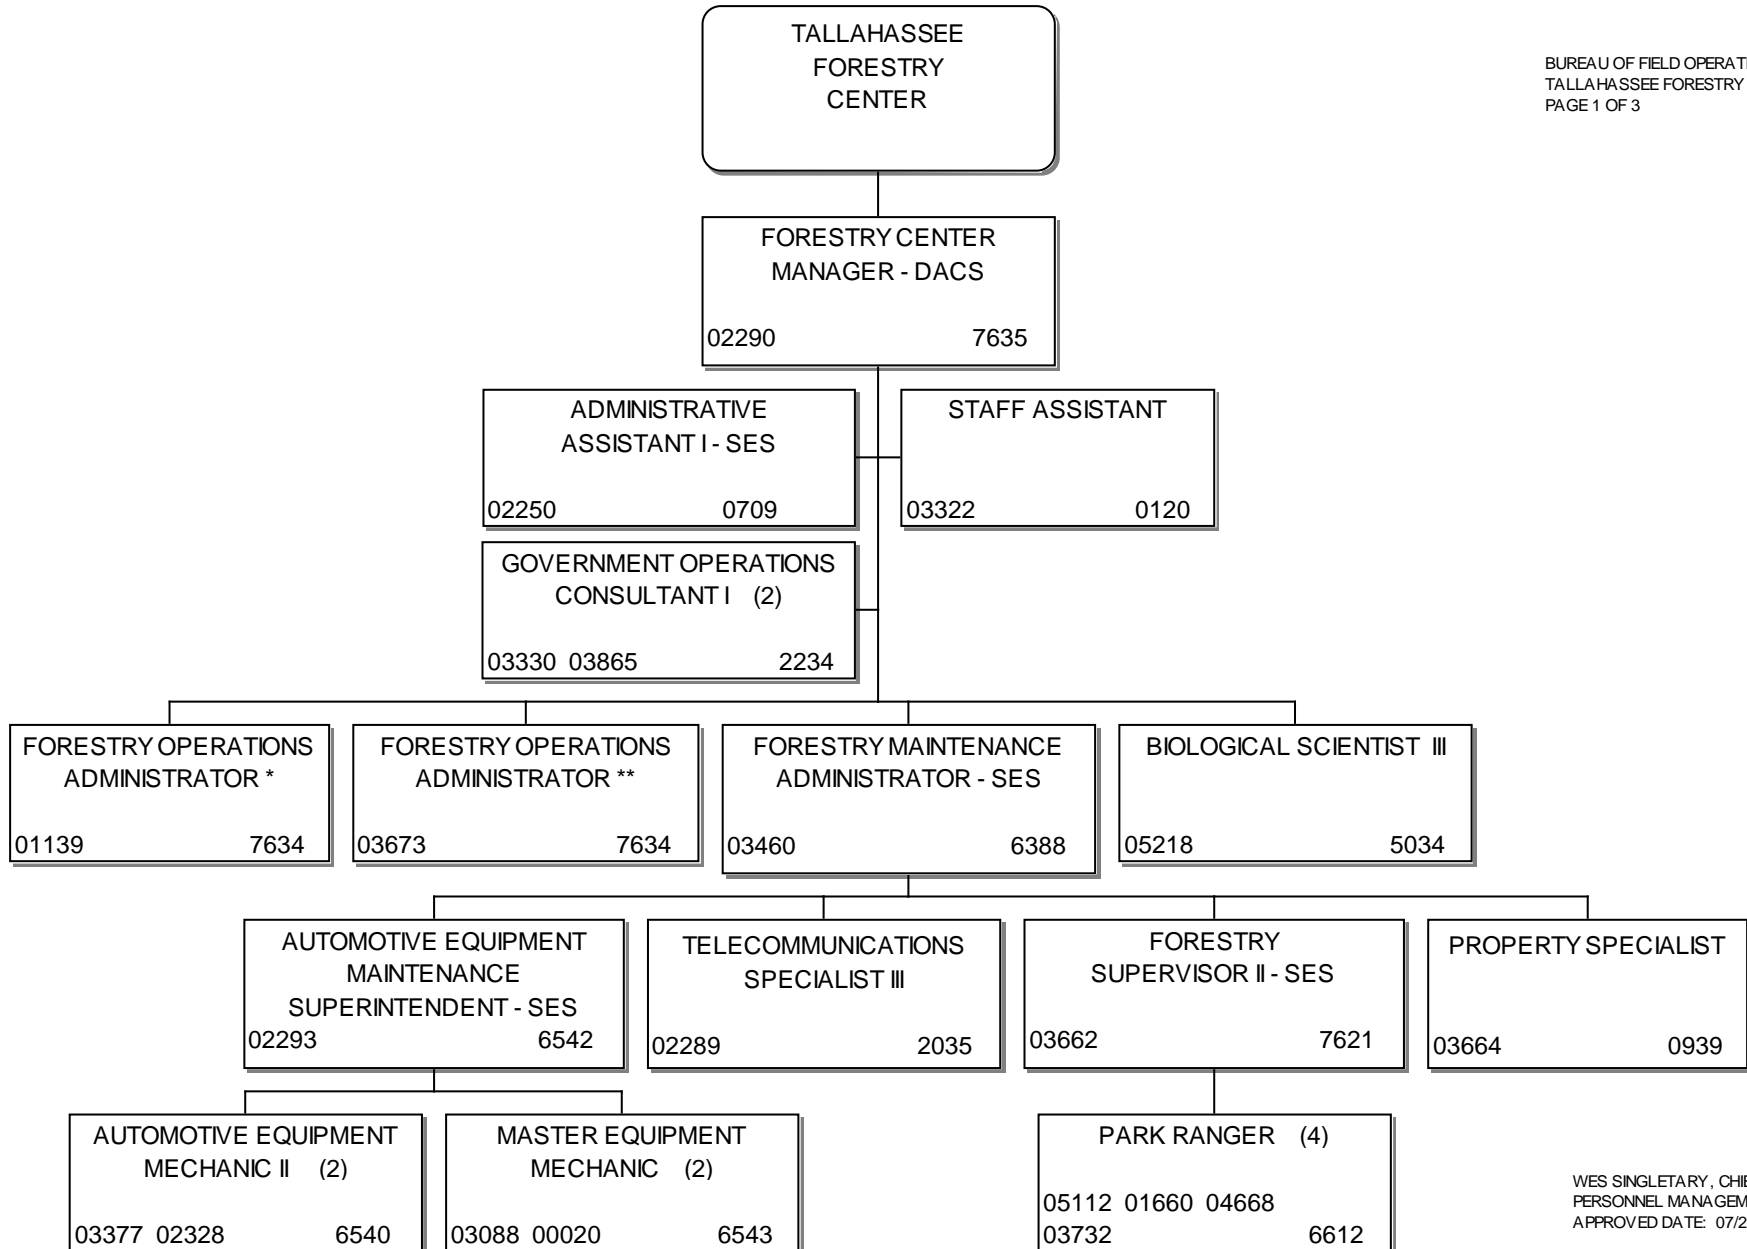 TALLAHASSEE
FORESTRY
CENTER
BUREAU OF FIELD
TALLAHASSEE FORESTRY
PAGE 1 OF 3
FORESTRY CENTER
MANAGER - DACS
02290 7635
ADMINISTRATIVE
ASSISTANT I - SES
02250 0709
STAFF ASSISTANT
03322 0120
GOVERNMENT OPERATIONS
CONSULTANT I (2)
03330 03865 2234
FORESTRY OPERATIONS
ADMINISTRATOR *
01139 7634
FORESTRY OPERATIONS
ADMINISTRATOR **
03673 7634
FORESTRY MAINTENANCE
ADMINISTRATOR - SES
03460 6388
BIOLOGICAL SCIENTIST III
05218 5034
AUTOMOTIVE EQUIPMENT
MAINTENANCE
SUPERINTENDENT - SES
02293 6542
TELECOMMUNICATIONS
SPECIALIST III
02289 2035
FORESTRY
SUPERVISOR II - SES
03662 7621
PROPERTY SPECIALIST
03664 0939
AUTOMOTIVE EQUIPMENT
MECHANIC II (2)
03377 02328 6540
MASTER EQUIPMENT
MECHANIC (2)
03088 00020 6543
PARK RANGER (4)
05112 01660 04668
03732 6612
WES SINGLETARY,
PERSONNEL
APPROVED DATE: